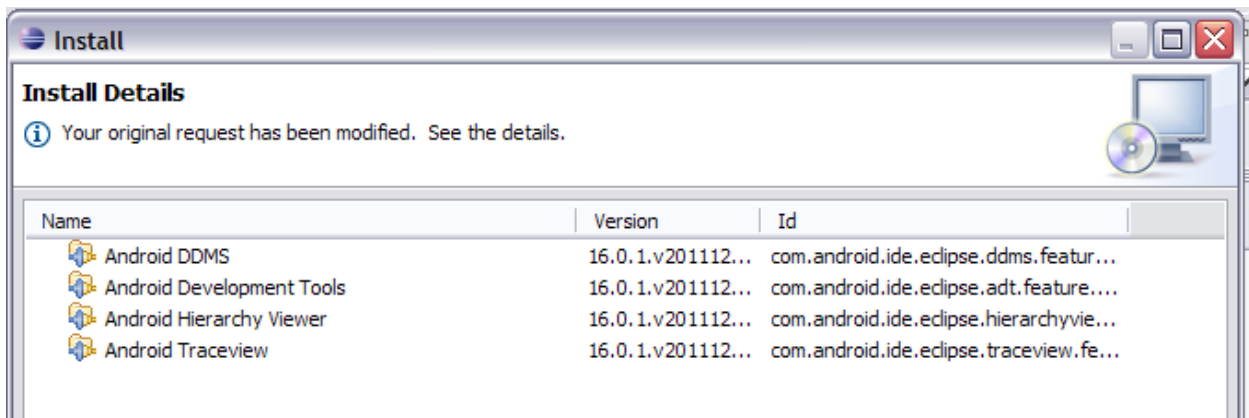 Install
Install Details
Your original request has been modified. See the details.
Name Version Id
Android DDMS 16.0.1.v201112... com.android.ide.eclipse.ddms.featur...
Android Development Tools 16.0.1.v201112... com.android.ide.eclipse.adt.feature....
Android Hierarchy Viewer 16.0.1.v201112... com.android.ide.eclipse.hierarchyvie...
Android Traceview 16.0.1.v201112... com.android.ide.eclipse.traceview.fe...